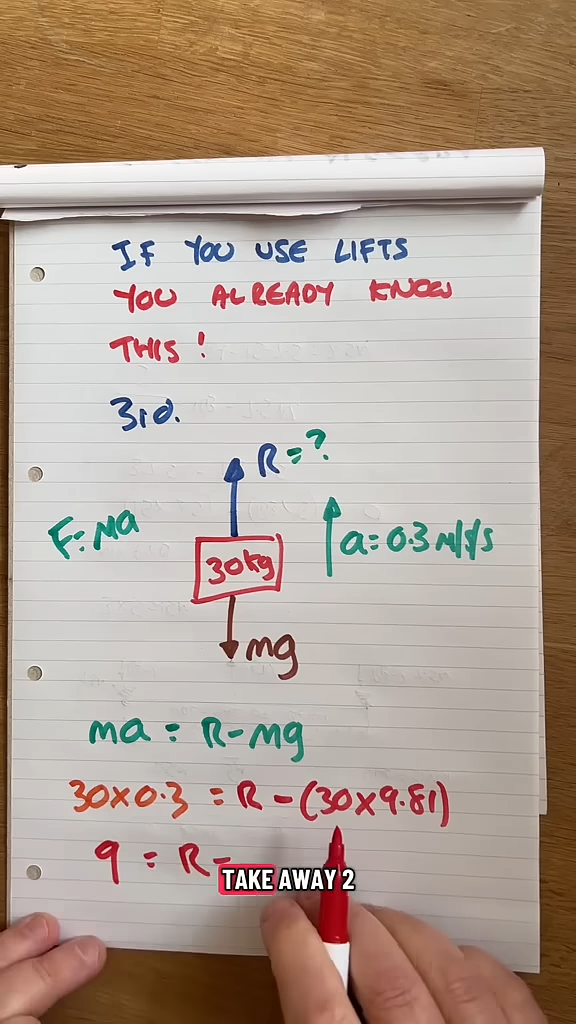 IF YOU USE LIFTS
YOU ALREADY KNOW
THIS!
3rd.
R=?
F=Ma
30kg
a=0.3m/s/s
mg
ma = R-mg
30×0.3 = R-(30×9.81)
9 = R-
TAKE AWAY 2